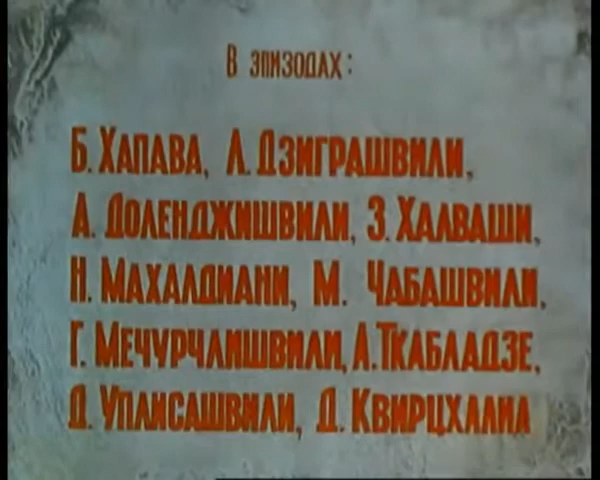 В ЭПИЗОДАХ:
Б. ХАПАВА, Л. ДЗИГРАШВИЛИ,
А. ДОЛЕНДЖИШВИЛИ, З. ХАЛВАШИ,
Н. МАХАЛДИАНИ, М. ЧАБАШВИЛИ,
Г. МЕЧУРЧЛИШВИЛИ, А. ТКАБЛАДЗЕ,
Д. УПЛИСАШВИЛИ, Д. КВИРЦХАЛИА